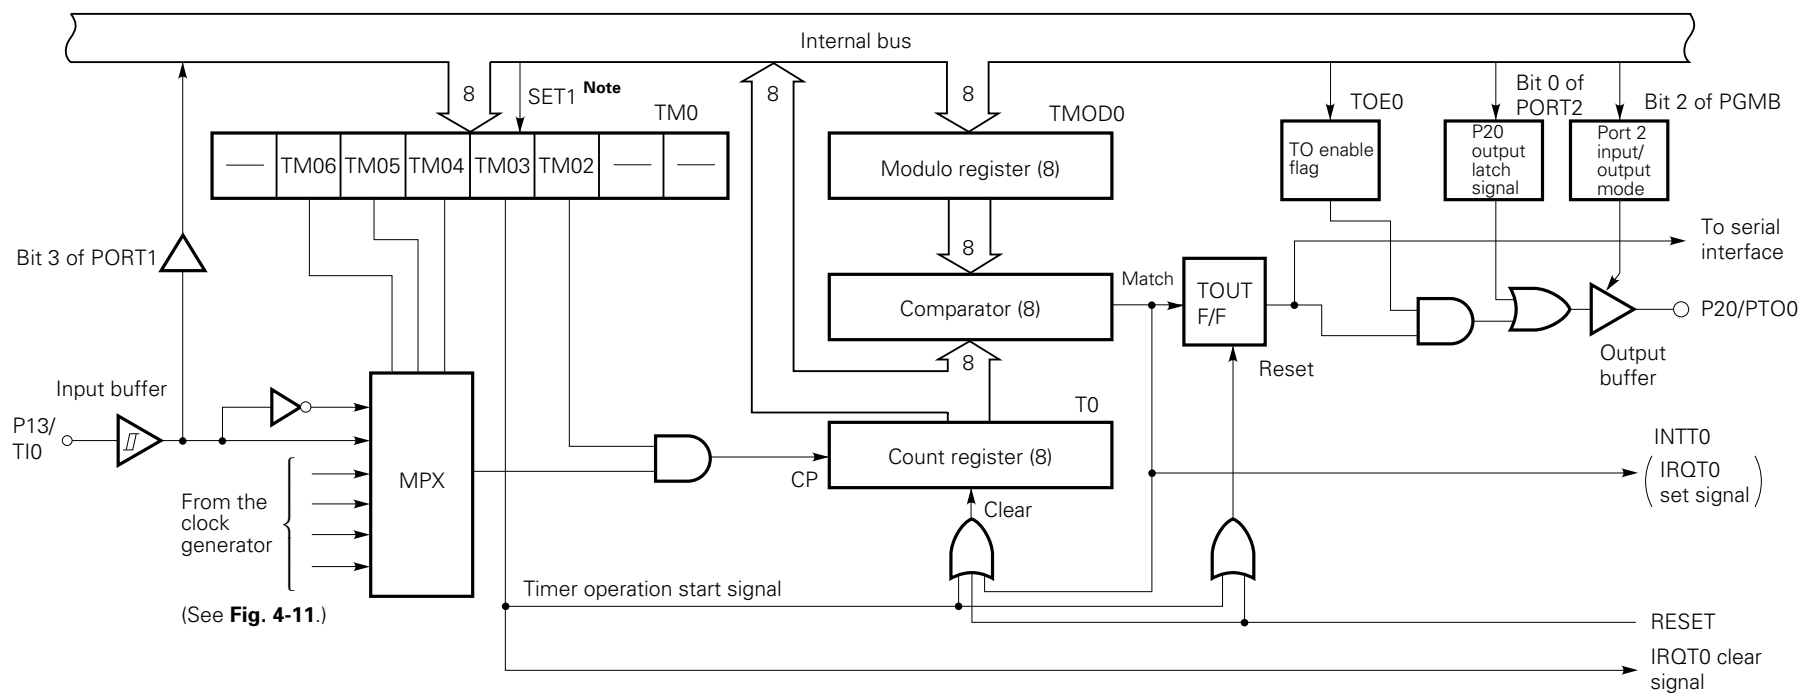 Internal bus
8
SET1 Note
TM0
8
8
TMOD0
TOE0
Bit 0 of
PORT2
Bit 2 of PGMB
TM06
TM05
TM04
TM03
TM02
Modulo register (8)
TO enable
flag
P20
output
latch
signal
Port 2
input/
output
mode
Bit 3 of PORT1
8
To serial
interface
Comparator (8)
Match
TOUT
F/F
P20/PTO0
8
Reset
Output
buffer
Input buffer
P13/
TI0
T0
MPX
CP
Count register (8)
INTT0
IRQT0
set signal
From the
clock
generator
Clear
(See Fig. 4-11.)
Timer operation start signal
RESET
IRQT0 clear
signal